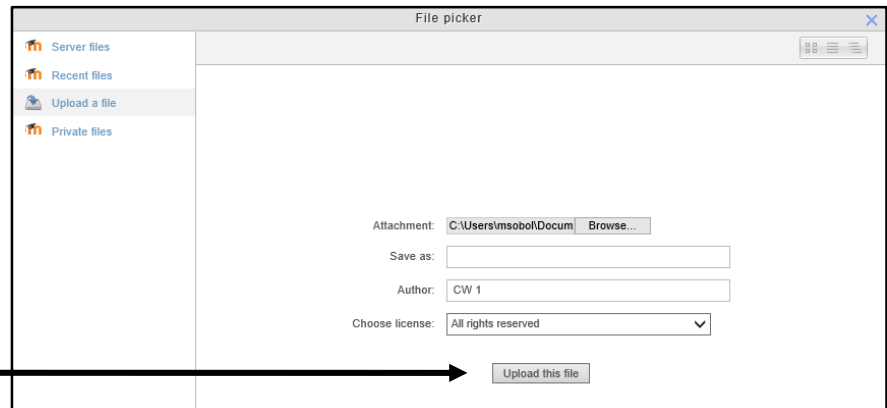 File picker
Server files
Recent files
Upload a file
Private files
Attachment: C:\Users\msobol\Docum Browse...
Save as:
Author: CW 1
Choose license: All rights reserved
Upload this file